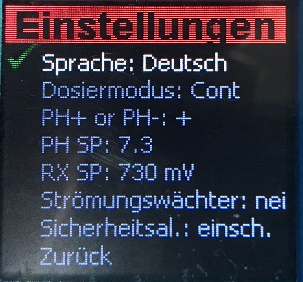 Einstellungen
Sprache: Deutsch
Dosiermodus: Cont
PH+ or PH-: +
PH SP: 7.3
RX SP: 730 mV
Strömungswächter: nei
Sicherheitsal.: einsch.
Zurück